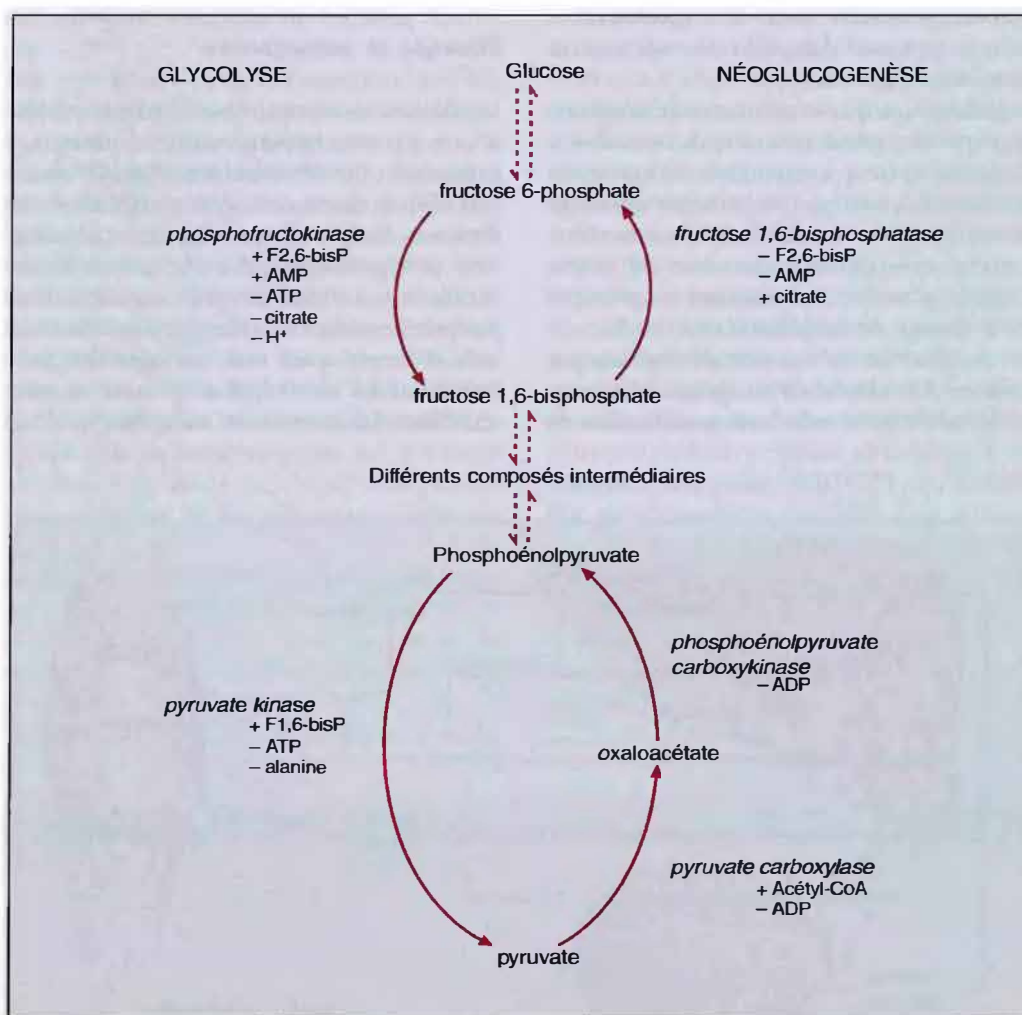 GLYCOLYSE
Glucose
NÉOGLUCOGENÈSE
fructose 6-phosphate
phosphofructokinase
+ F2,6-bisP
+ AMP
– ATP
– citrate
– H⁺
fructose 1,6-bisphosphatase
– F2,6-bisP
– AMP
+ citrate
fructose 1,6-bisphosphate
Différents composés intermédiaires
Phosphoénolpyruvate
phosphoénolpyruvate
carboxykinase
– ADP
pyruvate kinase
+ F1,6-bisP
– ATP
– alanine
oxaloacétate
pyruvate carboxylase
+ Acétyl-CoA
– ADP
pyruvate